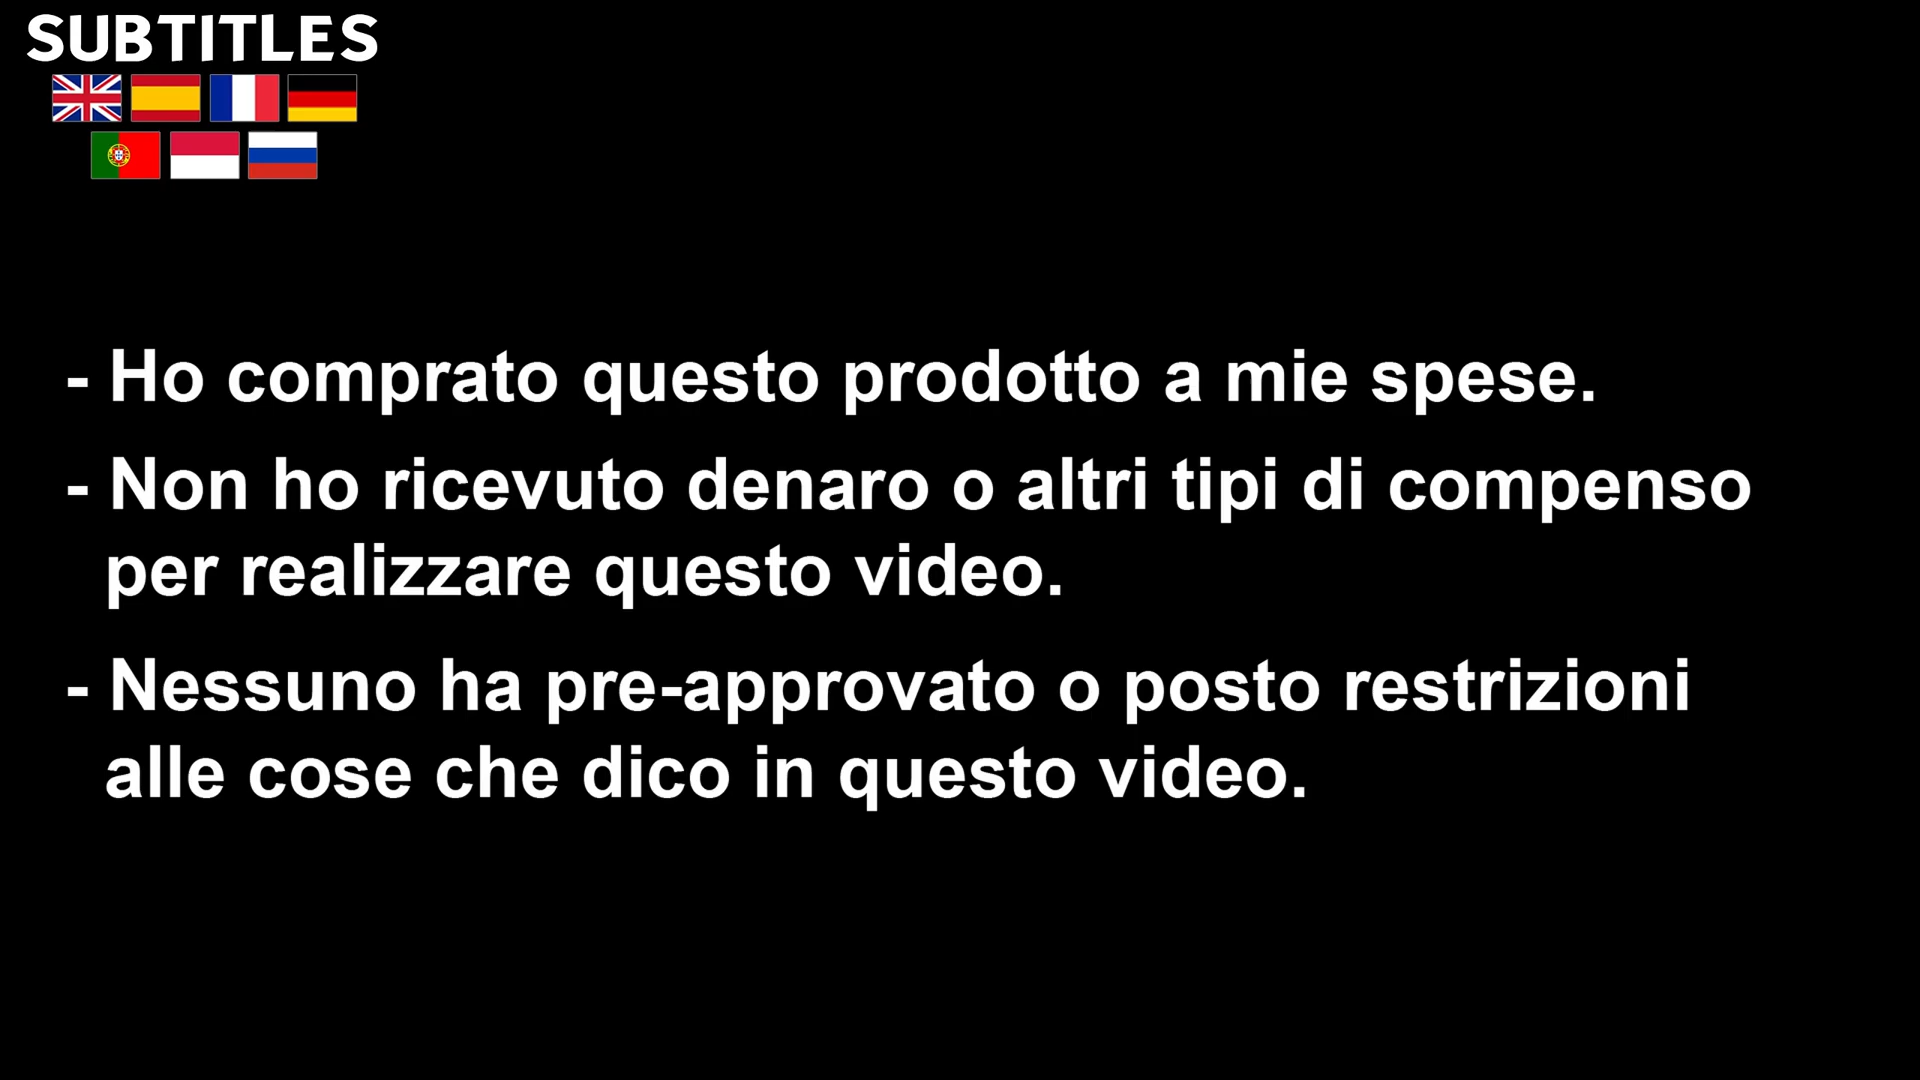 SUBTITLES
- Ho comprato questo prodotto a mie spese.
- Non ho ricevuto denaro o altri tipi di compenso
per realizzare questo video.
- Nessuno ha pre-approvato o posto restrizioni
alle cose che dico in questo video.